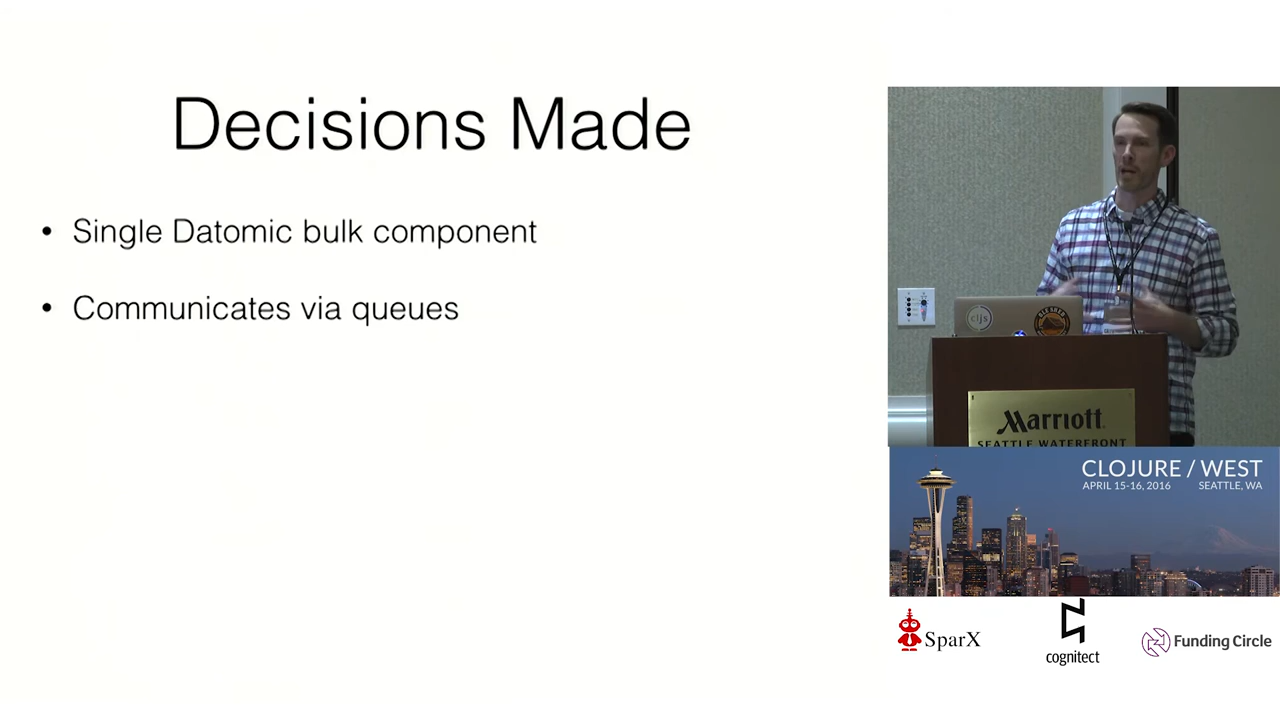 Decisions Made
• Single Datomic bulk component
• Communicates via queues
cljs
Marriott
SEATTLE WATERFRONT
CLOJURE / WEST
APRIL 15-16, 2016 SEATTLE, WA
SparX
cognitect
Funding Circle